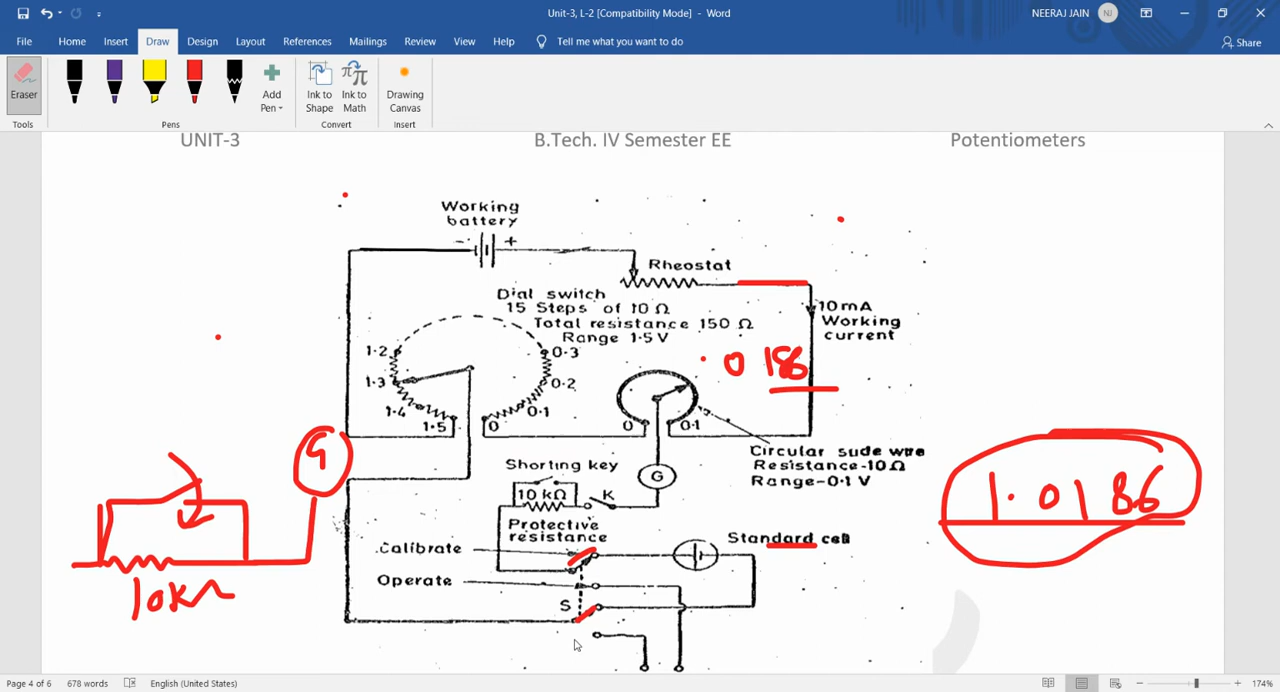 Unit-3, L-2 [Compatibility Mode] - Word
NEERAJ JAIN
NJ
File Home Insert Draw Design Layout References Mailings Review View Help Tell me what you want to do
Share
Eraser
Add Pen
Ink to Shape
Ink to Math
Drawing Canvas
Tools
Pens
Convert
Insert
UNIT-3 B.Tech. IV Semester EE Potentiometers
Working
battery
- +
Rheostat
Dial switch
15 Steps of 10 Ω
Total resistance 150 Ω
Range 1·5 V
10mA
Working
current
1·2
0·3
0 186
1·3
0·2
1·4
0·1
1·5
0
0
0·1
Circular slide wire
Resistance-10Ω
Range-0·1 V
G
Shorting key
G
10 kΩ
K
1.0186
Protective
resistance
Standard cell
Calibrate
Operate
10kΩ
S
Page 4 of 6 678 words English (United States)
174%